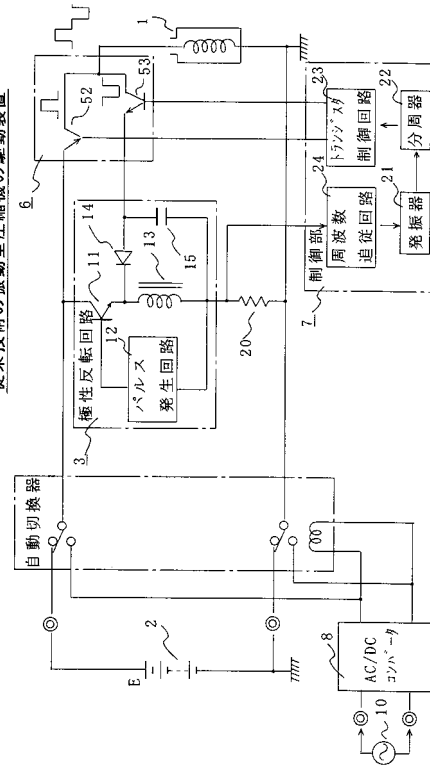 従来技術の振動型圧縮機の駆動装置
1
53
52
6
23
トランジスタ
制御回路
22
分周器
24
周波数
追従回路
21
発振器
制御部
7
14
13
15
11
12
極性反転回路
パルス
発生回路
3
20
自動切換器
E
2
8
AC/DC
コンバータ
10